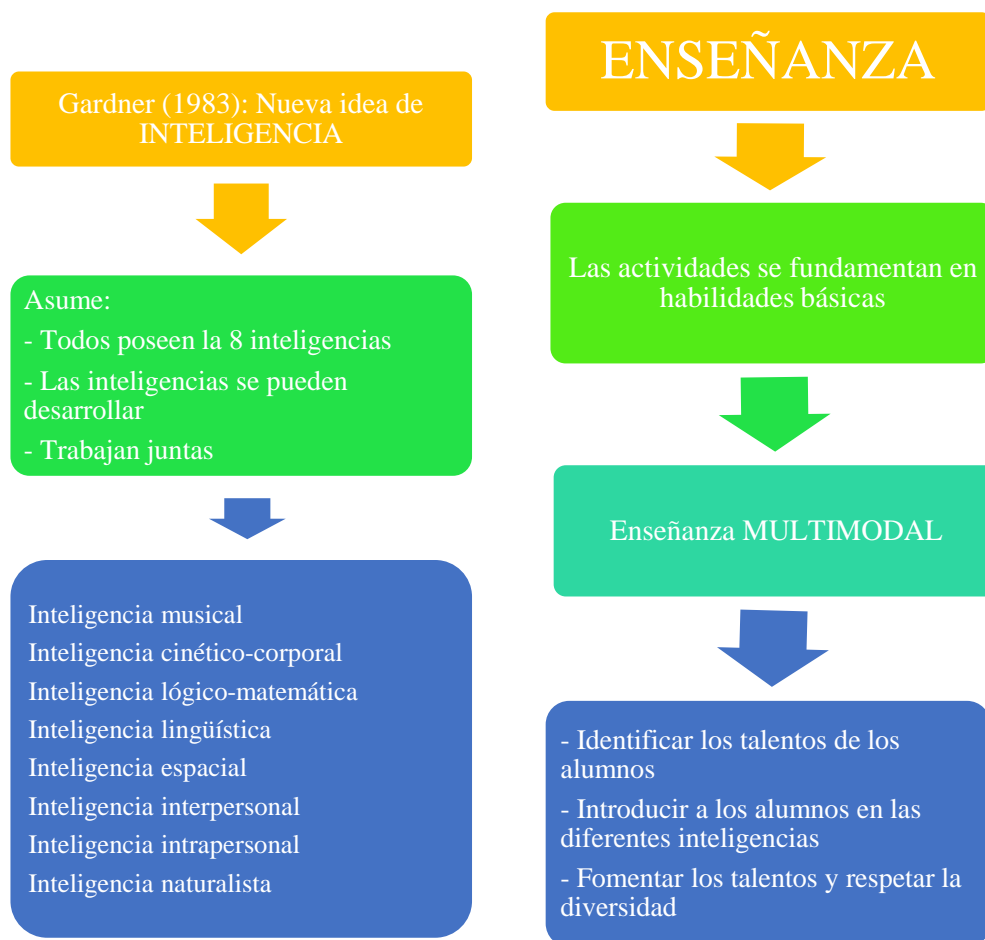 Gardner (1983): Nueva idea de
INTELIGENCIA
Asume:
- Todos poseen la 8 inteligencias
- Las inteligencias se pueden
desarrollar
- Trabajan juntas
Inteligencia musical
Inteligencia cinético-corporal
Inteligencia lógico-matemática
Inteligencia lingüística
Inteligencia espacial
Inteligencia interpersonal
Inteligencia intrapersonal
Inteligencia naturalista
ENSEÑANZA
Las actividades se fundamentan en
habilidades básicas
Enseñanza MULTIMODAL
- Identificar los talentos de los
alumnos
- Introducir a los alumnos en las
diferentes inteligencias
- Fomentar los talentos y respetar la
diversidad